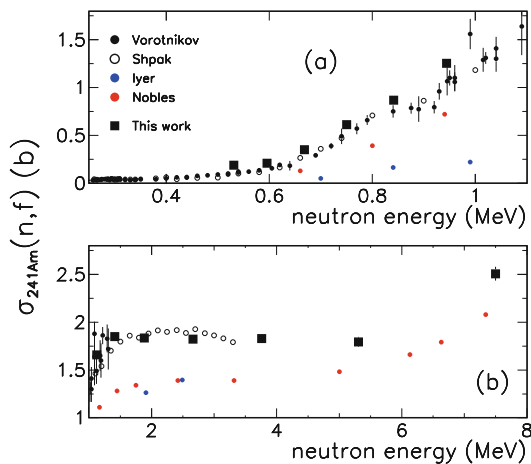 1.5
1
0.5
0
Vorotnikov
Shpak
Iyer
Nobles
This work
(a)
0.4 0.6 0.8 1
neutron energy (MeV)
σ241Am(n,f) (b)
2.5
2
1.5
1
(b)
2 4 6 8
neutron energy (MeV)